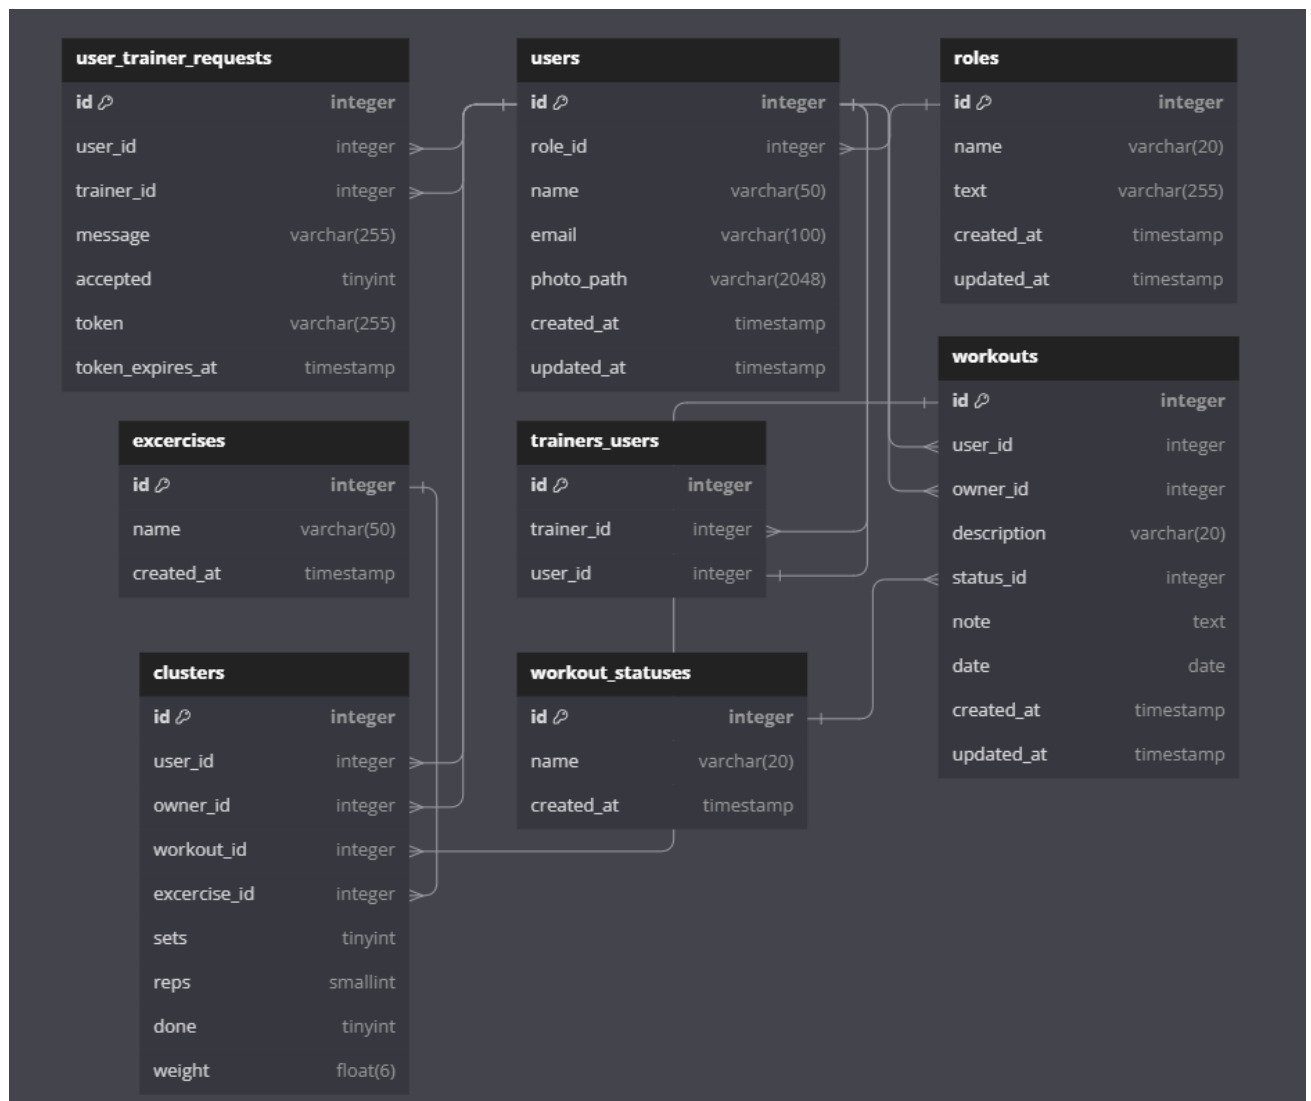 user_trainer_requests
id integer
user_id integer
trainer_id integer
message varchar(255)
accepted tinyint
token varchar(255)
token_expires_at timestamp
users
id integer
role_id integer
name varchar(50)
email varchar(100)
photo_path varchar(2048)
created_at timestamp
updated_at timestamp
roles
id integer
name varchar(20)
text varchar(255)
created_at timestamp
updated_at timestamp
excercises
id integer
name varchar(50)
created_at timestamp
trainers_users
id integer
trainer_id integer
user_id integer
workouts
id integer
user_id integer
owner_id integer
description varchar(20)
status_id integer
note text
date date
created_at timestamp
updated_at timestamp
clusters
id integer
user_id integer
owner_id integer
workout_id integer
excercise_id integer
sets tinyint
reps smallint
done tinyint
weight float(6)
workout_statuses
id integer
name varchar(20)
created_at timestamp